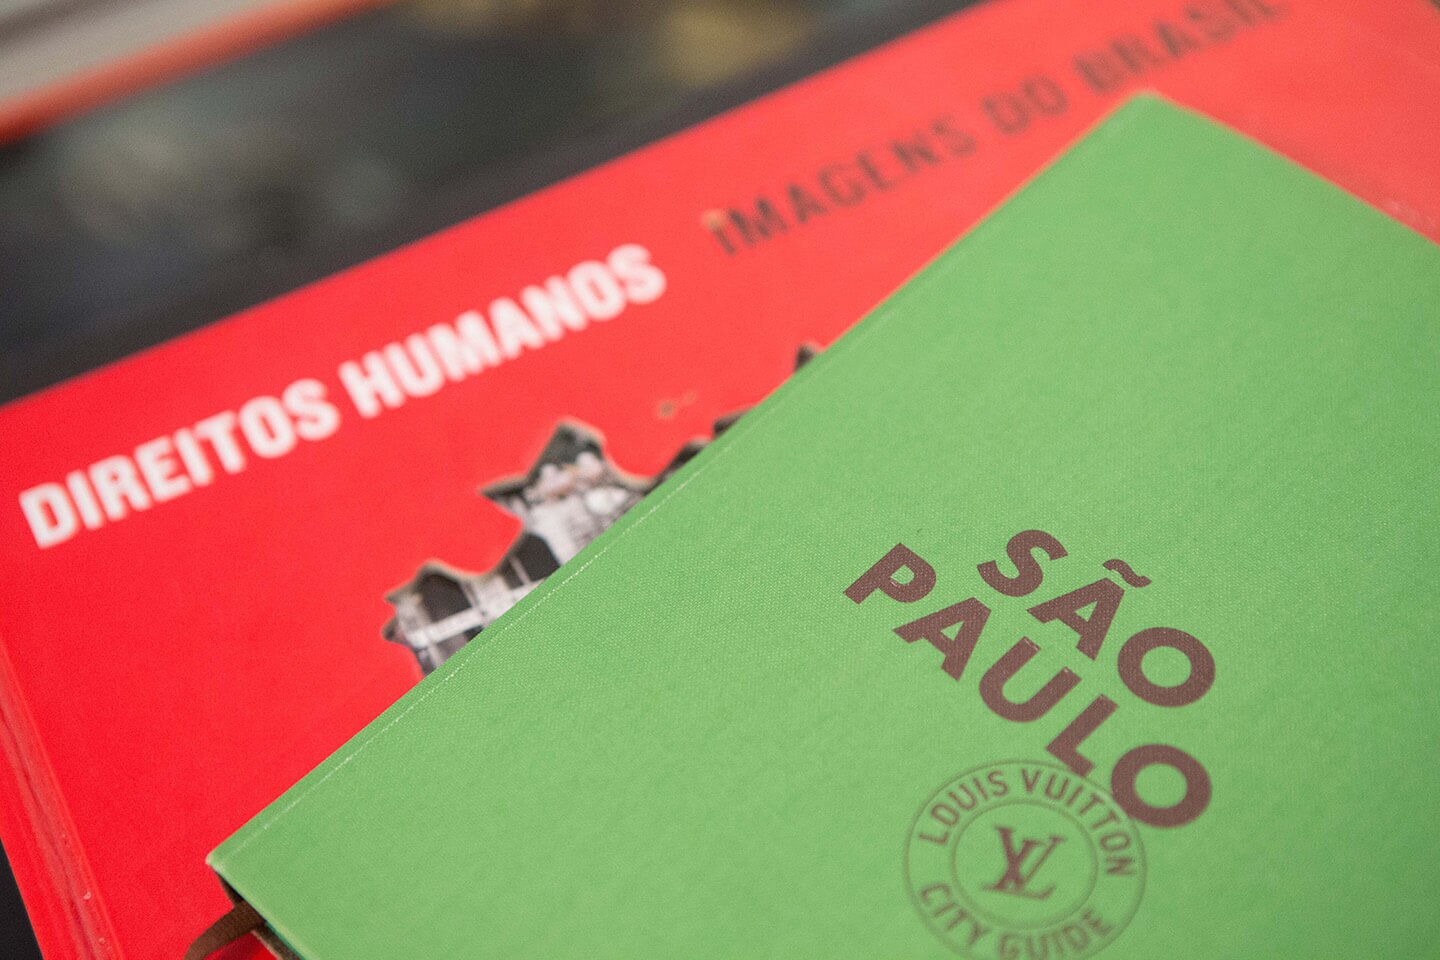 DIREITOS HUMANOS IMAGENS DO BRASIL
SÃO
PAULO
LOUIS VUITTON
LV
CITY GUIDE